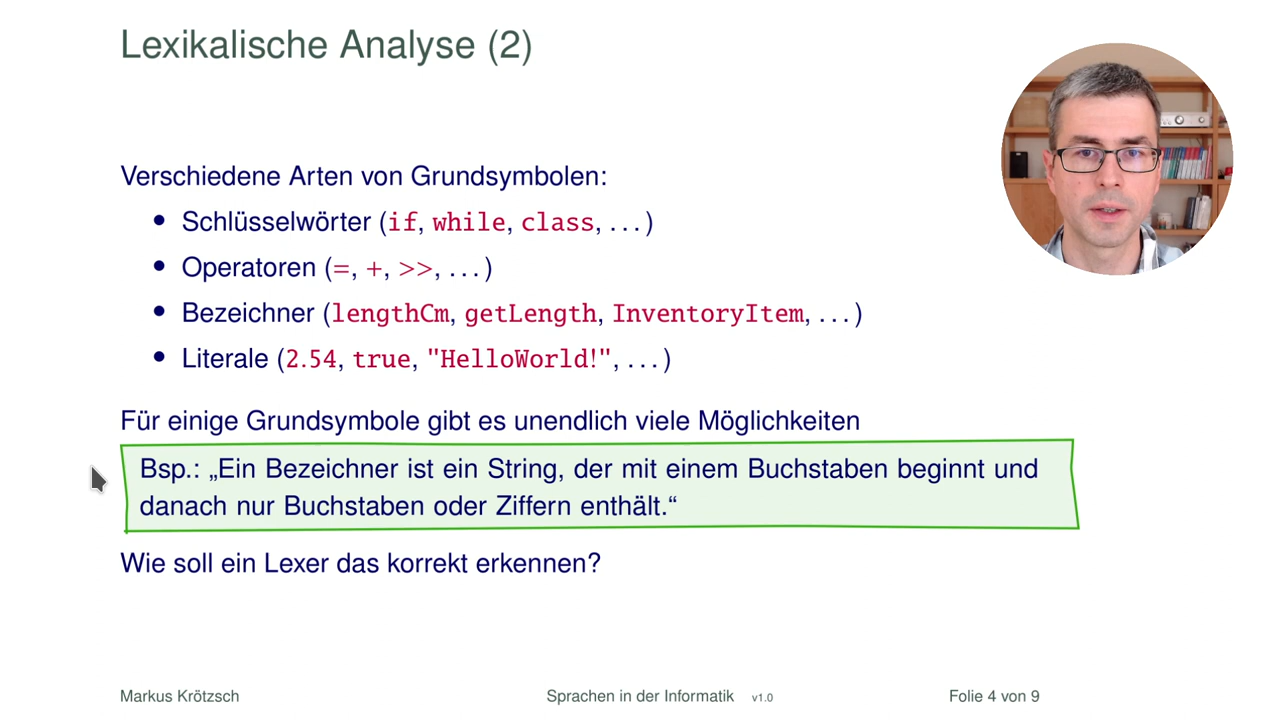 Lexikalische Analyse (2)
Verschiedene Arten von Grundsymbolen:
• Schlüsselwörter (if, while, class, ...)
• Operatoren (=, +, >>, ...)
• Bezeichner (lengthCm, getLength, InventoryItem, ...)
• Literale (2.54, true, "HelloWorld!", ...)
Für einige Grundsymbole gibt es unendlich viele Möglichkeiten
Bsp.: „Ein Bezeichner ist ein String, der mit einem Buchstaben beginnt und
danach nur Buchstaben oder Ziffern enthält.“
Wie soll ein Lexer das korrekt erkennen?
Markus Krötzsch Sprachen in der Informatik v1.0 Folie 4 von 9